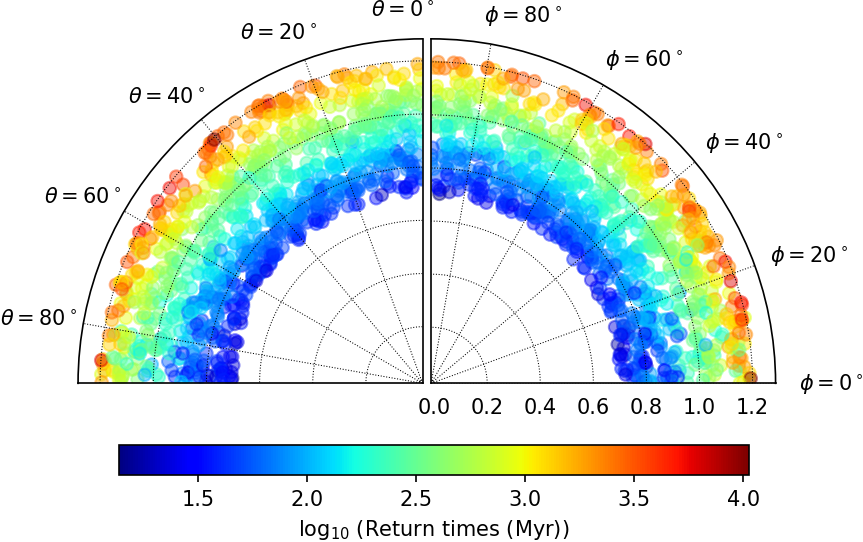 θ = 0°
ϕ = 80°
θ = 20°
ϕ = 60°
θ = 40°
ϕ = 40°
θ = 60°
ϕ = 20°
θ = 80°
ϕ = 0°
0.0 0.2 0.4 0.6 0.8 1.0 1.2
1.5 2.0 2.5 3.0 3.5 4.0
log₁₀ (Return times (Myr))